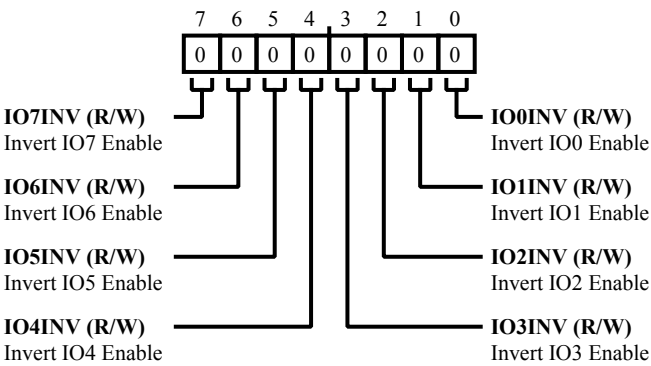 7 6 5 4 3 2 1 0
0 0 0 0 0 0 0 0
IO7INV (R/W)
Invert IO7 Enable
IO6INV (R/W)
Invert IO6 Enable
IO5INV (R/W)
Invert IO5 Enable
IO4INV (R/W)
Invert IO4 Enable
IO0INV (R/W)
Invert IO0 Enable
IO1INV (R/W)
Invert IO1 Enable
IO2INV (R/W)
Invert IO2 Enable
IO3INV (R/W)
Invert IO3 Enable